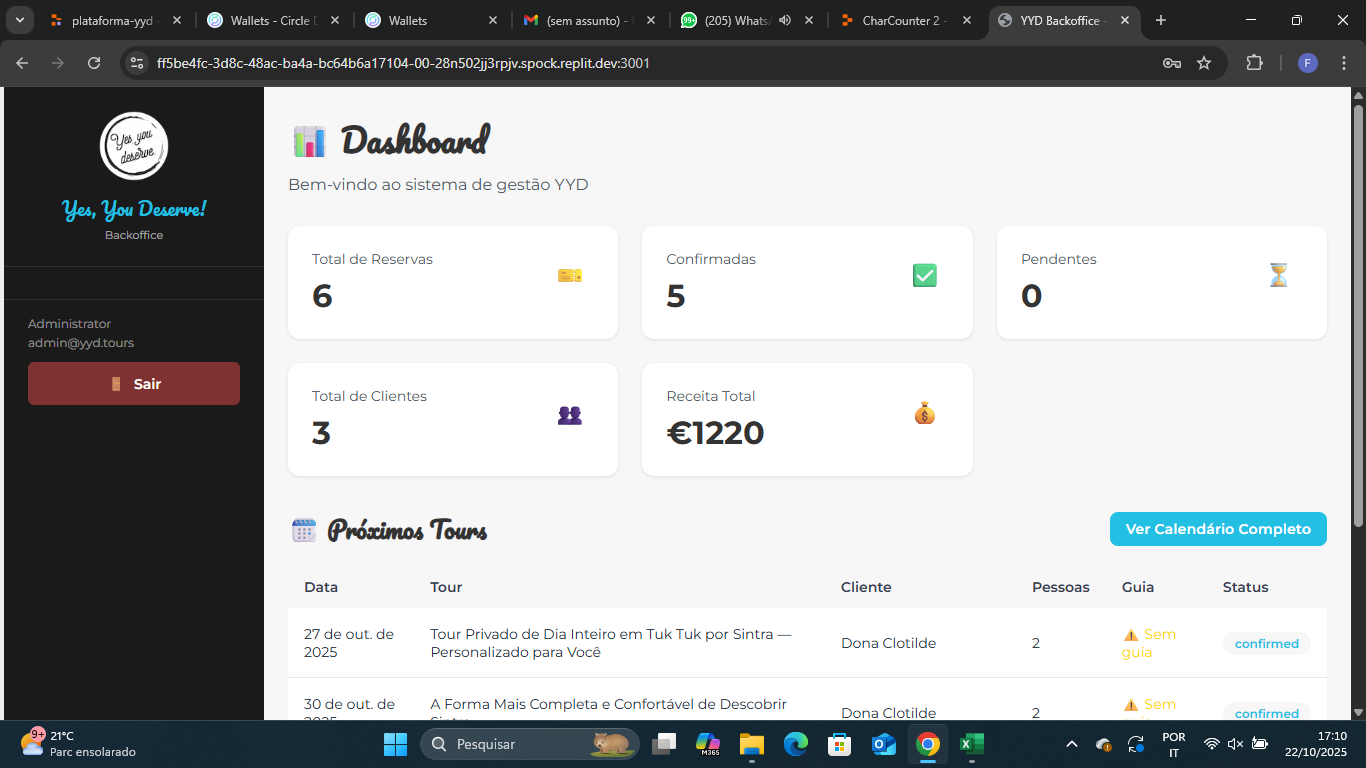 plataforma-yyd
Wallets - Circle D
Wallets
(sem assunto) -
99+
(205) Whats
CharCounter 2 -
YYD Backoffice -
ff5be4fc-3d8c-48ac-ba4a-bc64b6a17104-00-28n502jj3rpjv.spock.replit.dev:3001
F
Yes, you
deserve.
Yes, You Deserve!
Backoffice
Administrator
admin@yyd.tours
Sair
Dashboard
Bem-vindo ao sistema de gestão YYD
Total de Reservas
6
Confirmadas
5
Pendentes
0
Total de Clientes
3
Receita Total
€1220
Próximos Tours
Ver Calendário Completo
Data Tour Cliente Pessoas Guia Status
27 de out. de
2025
Tour Privado de Dia Inteiro em Tuk Tuk por Sintra —
Personalizado para Você
Dona Clotilde
2
Sem
guia
confirmed
30 de out. de
2025
A Forma Mais Completa e Confortável de Descobrir
Sintra
Dona Clotilde
2
Sem
confirmed
9+
21°C
Parc ensolarado
Pesquisar
M365
POR
IT
17:10
22/10/2025